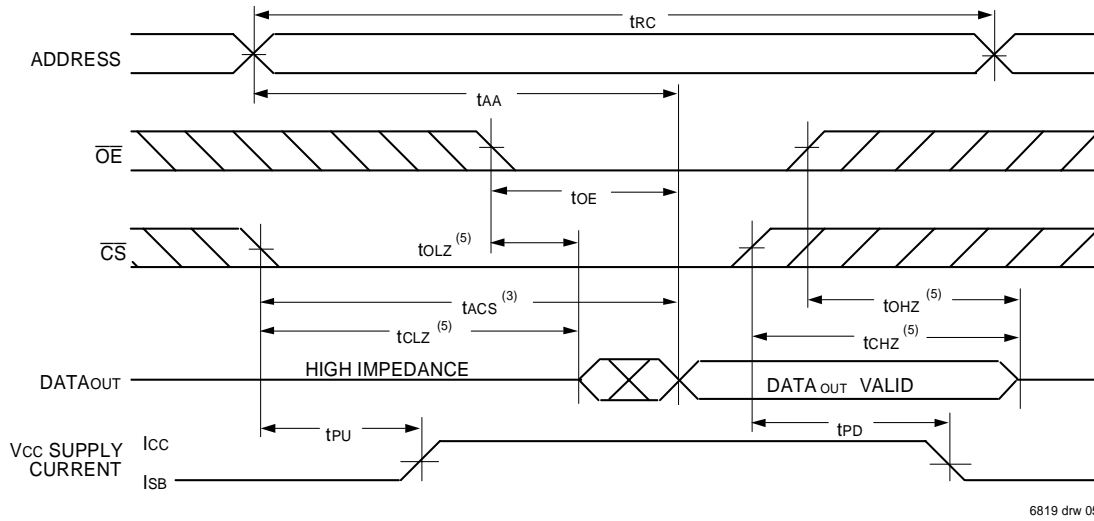 tRC
ADDRESS
tAA
OE
tOE
CS
tOLZ (5)
tACS (3)
tOHZ (5)
tCLZ (5)
tCHZ (5)
HIGH IMPEDANCE
DATAOUT
DATA OUT VALID
tPU
tPD
VCC SUPPLY
CURRENT
ICC
ISB
6819 drw 05